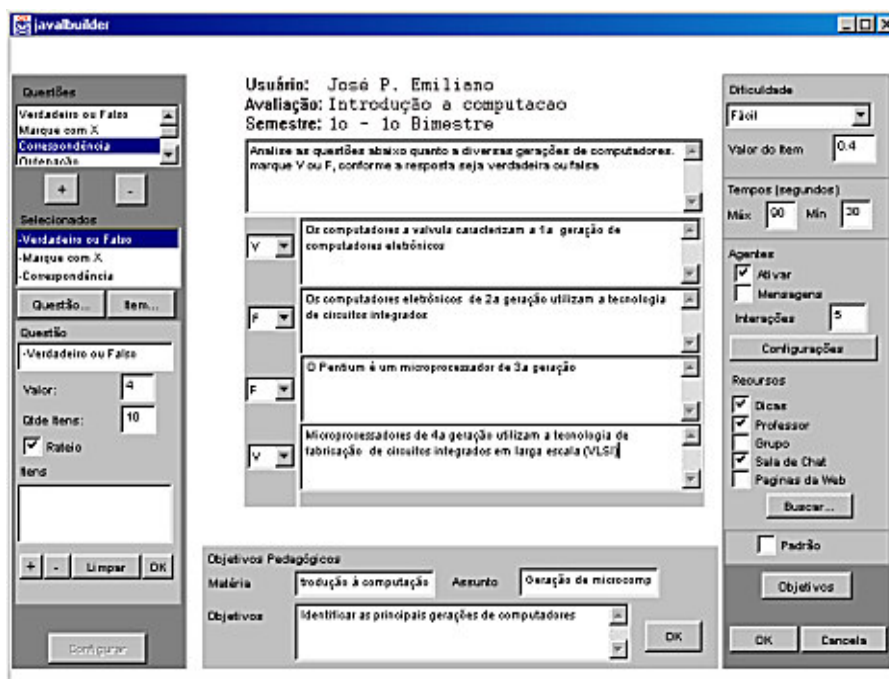 javalbuilder
Questões
Verdadeiro ou Falso
Marque com X
Correspondência
Ordenação
+ -
Selecionados
-Verdadeiro ou Falso
-Marque com X
-Correspondência
Questão... Item...
Questão
-Verdadeiro ou Falso
Valor: 4
Qtde Itens: 10
Rateio
Itens
+ - Limpar OK
Configurar
Usuário: José P. Emiliano
Avaliação: Introdução a computacao
Semestre: 1o - 1o Bimestre
Analise as questões abaixo quanto a diversas gerações de computadores.
marque V ou F, conforme a resposta seja verdadeira ou falsa
V
Os computadores a valvula caracterizam a 1a geração de
computadores eletrônicos
F
Os computadores eletrônicos de 2a geração utilizam a tecnologia
de circuitos integrados
F
O Pentium é um microprocessador de 3a geração
V
Microprocessadores de 4a geração utilizam a tecnologia de
fabricação de circuitos integrados em larga escala (VLSI)
Objetivos Pedagógicos
Matéria trodução à computação Assunto Geração de microcomp
Objetivos Identificar as principais gerações de computadores
OK
Dificuldade
Fácil
Valor do Item 0.4
Tempos (segundos)
Máx 90 Min 30
Agentes
Ativar
Mensagens
Interações 5
Configurações
Recursos
Dicas
Professor
Grupo
Sala de Chat
Paginas da Web
Buscar...
Padrão
Objetivos
OK Cancela